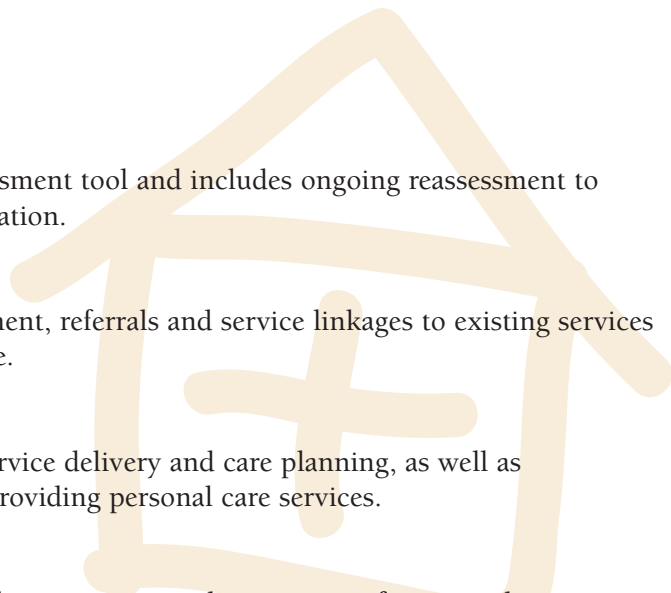 sment tool and includes ongoing reassessment to
ation.
ent, referrals and service linkages to existing services
e.
rvice delivery and care planning, as well as
roviding personal care services.